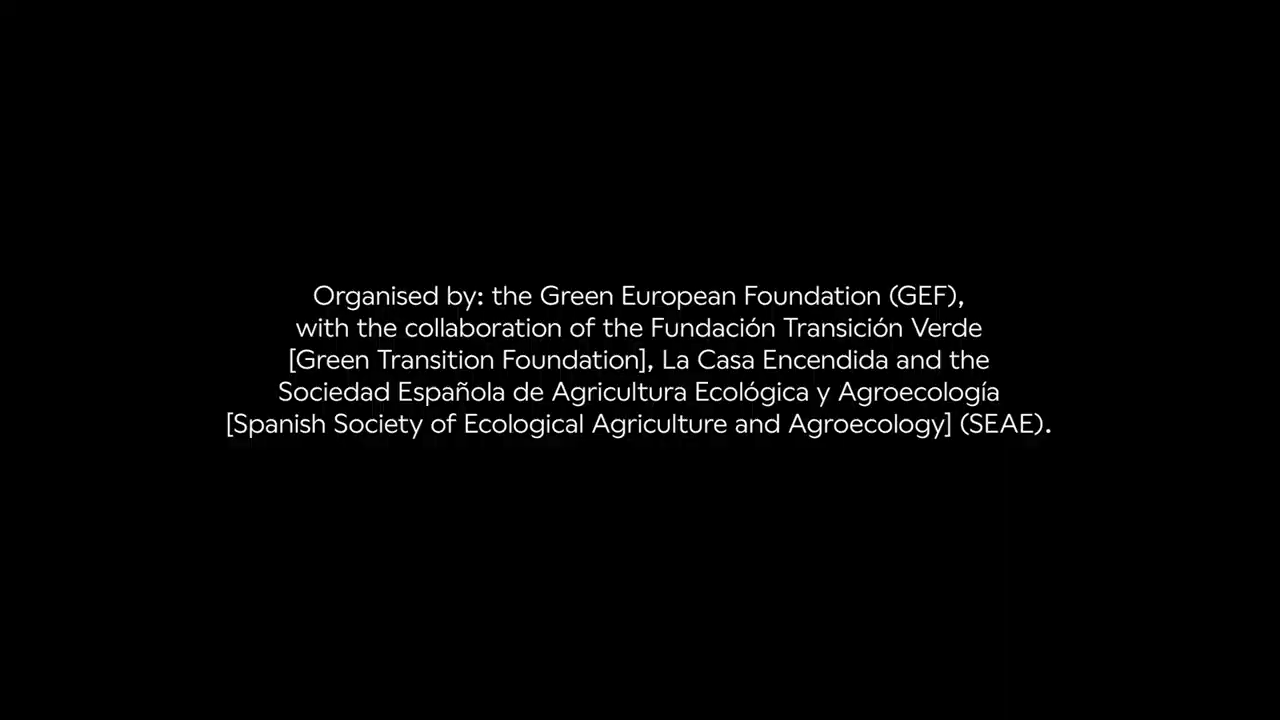 Organised by: the Green European Foundation (GEF),
with the collaboration of the Fundación Transición Verde
[Green Transition Foundation], La Casa Encendida and the
Sociedad Española de Agricultura Ecológica y Agroecología
[Spanish Society of Ecological Agriculture and Agroecology] (SEAE).